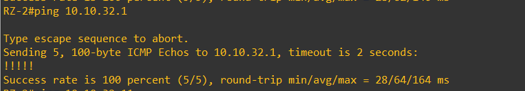 RZ-2#ping 10.10.32.1
Type escape sequence to abort.
Sending 5, 100-byte ICMP Echos to 10.10.32.1, timeout is 2 seconds:
!!!!!
Success rate is 100 percent (5/5), round-trip min/avg/max = 28/64/164 ms